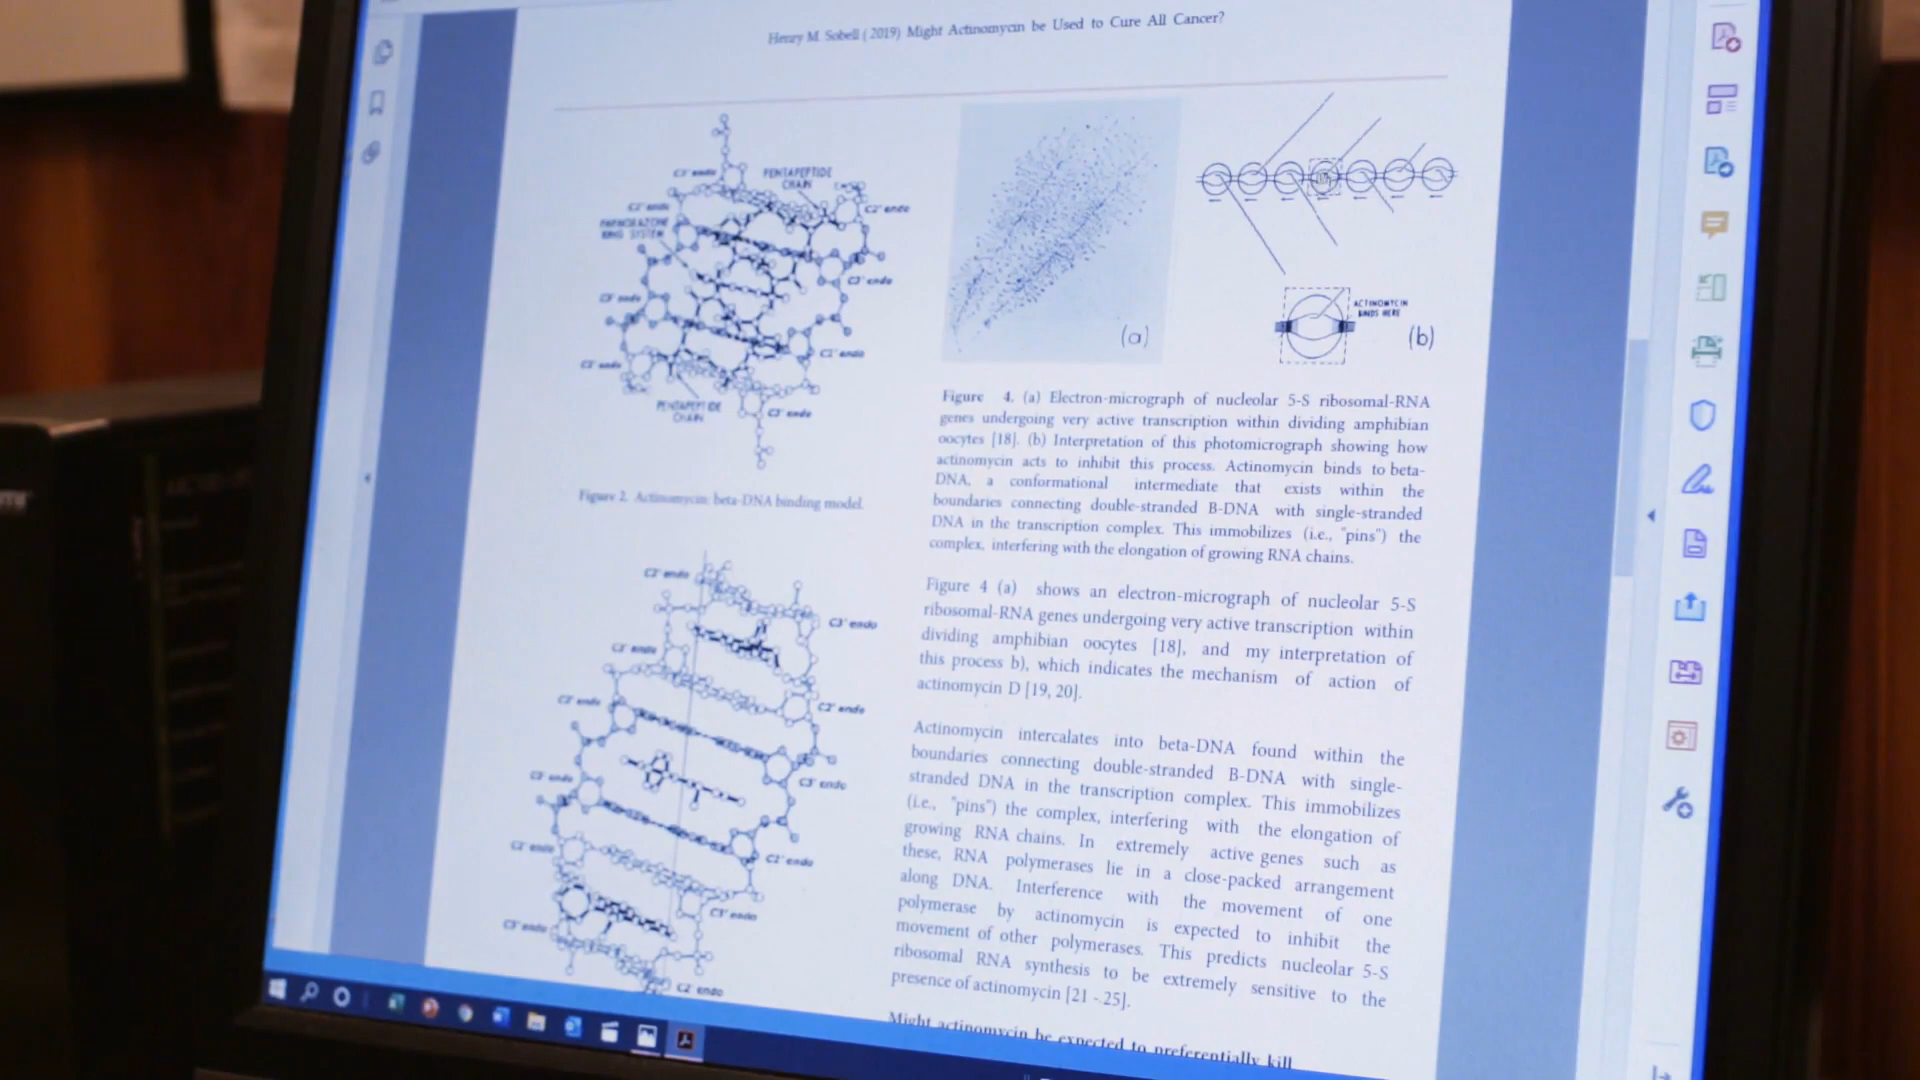 Henry M. Sobell (2019) Might Actinomycin be Used to Cure All Cancer?
C3' endo
PENTAPEPTIDE
CHAIN
C2' endo
C2' endo
RING SYSTEM
C3' endo
C3' endo
C2' endo
C2' endo
PENTAPEPTIDE
CHAIN
C3' endo
Figure 2. Actinomycin: beta-DNA binding model.
C2' endo
C3' endo
C3' endo
C2' endo
C2' endo
C3' endo
C3' endo
C2' endo
C2' endo
C3' endo
C3' endo
C2' endo
(a)
ACTINOMYCIN
BINDS HERE
(b)
Figure 4. (a) Electron-micrograph of nucleolar 5-S ribosomal-RNA
genes undergoing very active transcription within dividing amphibian
oocytes [18]. (b) Interpretation of this photomicrograph showing how
actinomycin acts to inhibit this process. Actinomycin binds to beta-
DNA, a conformational intermediate that exists within the
boundaries connecting double-stranded B-DNA with single-stranded
DNA in the transcription complex. This immobilizes (i.e., "pins") the
complex, interfering with the elongation of growing RNA chains.
Figure 4 (a) shows an electron-micrograph of nucleolar 5-S
ribosomal-RNA genes undergoing very active transcription within
dividing amphibian oocytes [18], and my interpretation of
this process b), which indicates the mechanism of action of
actinomycin D [19, 20].
Actinomycin intercalates into beta-DNA found within the
boundaries connecting double-stranded B-DNA with single-
stranded DNA in the transcription complex. This immobilizes
(i.e., "pins") the complex, interfering with the elongation of
growing RNA chains. In extremely active genes such as
these, RNA polymerases lie in a close-packed arrangement
along DNA. Interference with the movement of one
polymerase by actinomycin is expected to inhibit the
movement of other polymerases. This predicts nucleolar 5-S
ribosomal RNA synthesis to be extremely sensitive to the
presence of actinomycin [21 - 25].
Might actinomycin be expected to preferentially kill